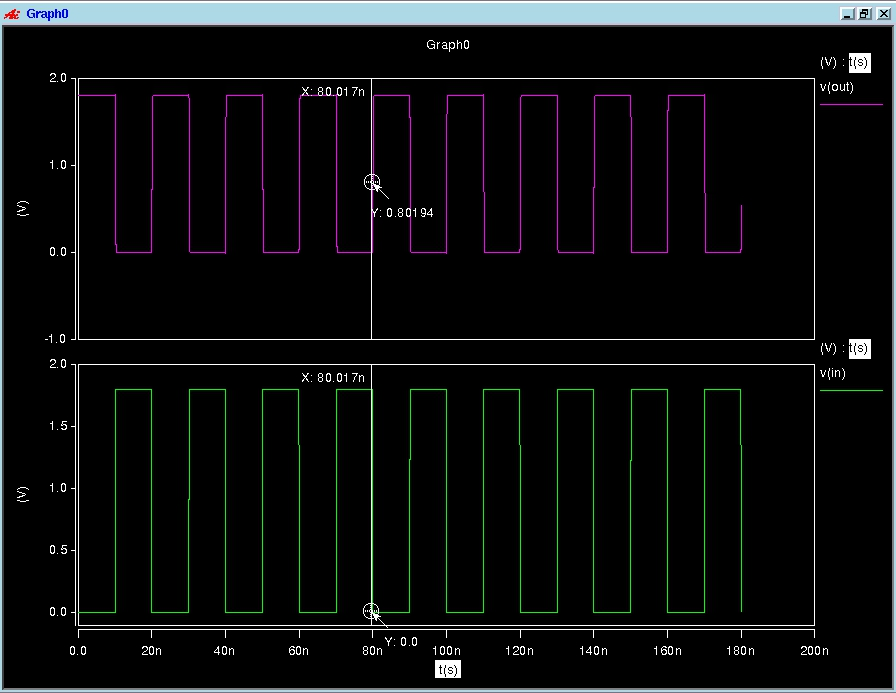 Graph0
Graph0
(V) : t(s)
v(out)
2.0
X: 80.017n
1.0
(V)
Y: 0.80194
0.0
-1.0
(V) : t(s)
v(in)
2.0
X: 80.017n
1.5
1.0
(V)
0.5
0.0
Y: 0.0
0.0 20n 40n 60n 80n 100n 120n 140n 160n 180n 200n
t(s)